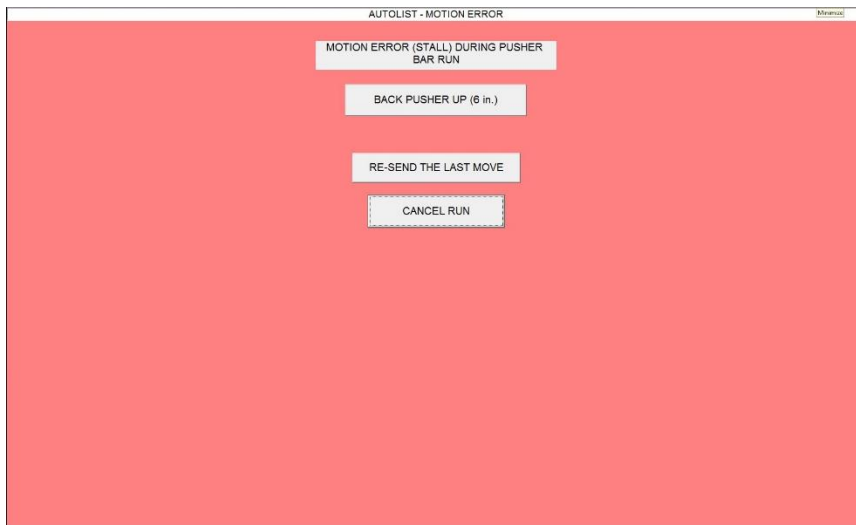 AUTOLIST - MOTION ERROR
MOTION ERROR (STALL) DURING PUSHER
BAR RUN
BACK PUSHER UP (6 in.)
RE-SEND THE LAST MOVE
CANCEL RUN